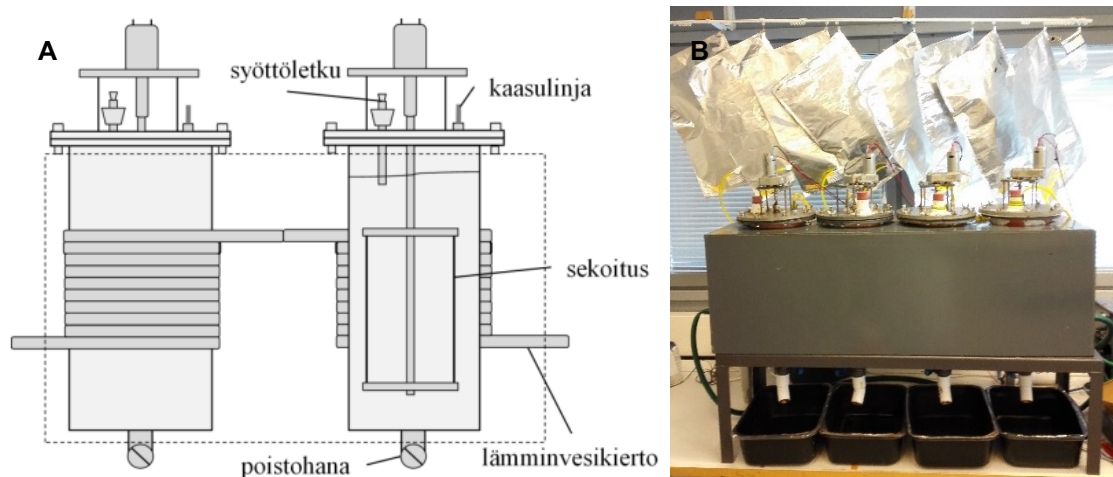 A
syöttöletku
kaasulinja
sekoitus
poistohana
lämminvesikierto
B